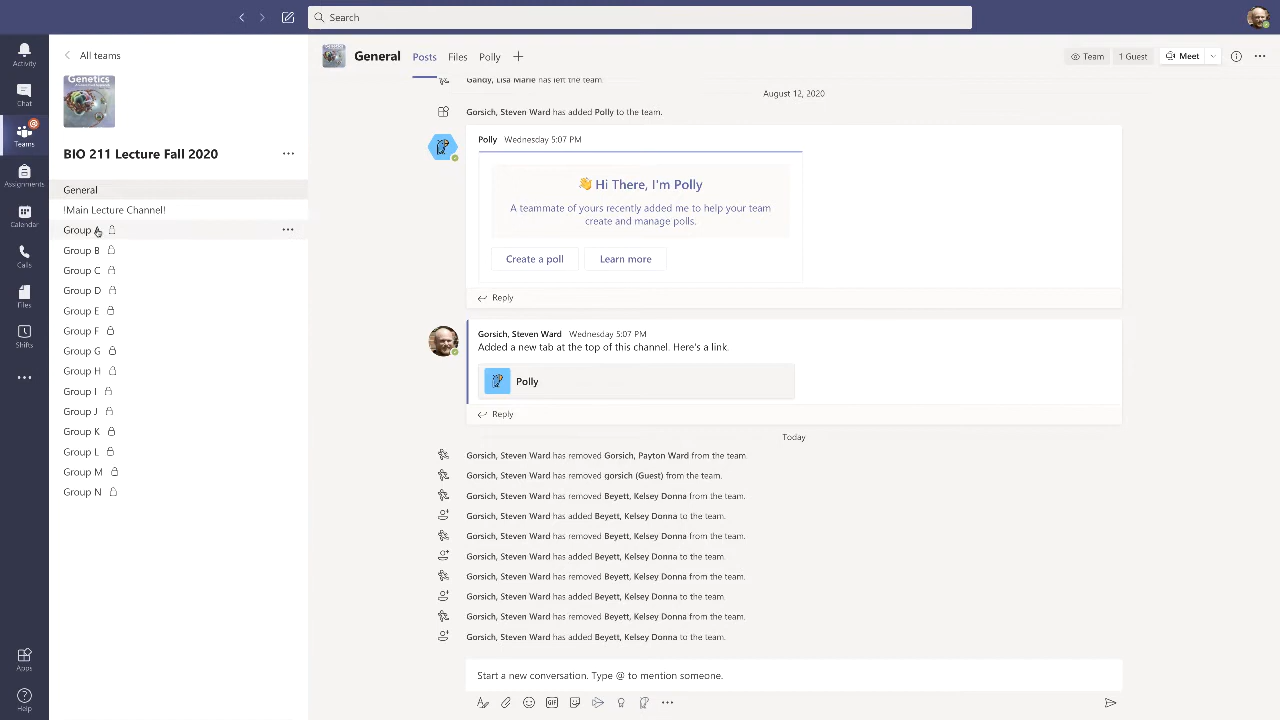 Search
Activity
Chat
Teams
Assignments
Calendar
Calls
Files
Shifts
Apps
Help
All teams
Genetics
BIO 211 Lecture Fall 2020
General
!Main Lecture Channel!
Group A
Group B
Group C
Group D
Group E
Group F
Group G
Group H
Group I
Group J
Group K
Group L
Group M
Group N
General Posts Files Polly
Team 1 Guest Meet
Gandy, Lisa Marie has left the team.
August 12, 2020
Gorsich, Steven Ward has added Polly to the team.
Polly Wednesday 5:07 PM
👋 Hi There, I'm Polly
A teammate of yours recently added me to help your team
create and manage polls.
Create a poll Learn more
Reply
Gorsich, Steven Ward Wednesday 5:07 PM
Added a new tab at the top of this channel. Here's a link.
Polly
Reply
Today
Gorsich, Steven Ward has removed Gorsich, Payton Ward from the team.
Gorsich, Steven Ward has removed gorsich (Guest) from the team.
Gorsich, Steven Ward has removed Beyett, Kelsey Donna from the team.
Gorsich, Steven Ward has added Beyett, Kelsey Donna to the team.
Gorsich, Steven Ward has removed Beyett, Kelsey Donna from the team.
Gorsich, Steven Ward has added Beyett, Kelsey Donna to the team.
Gorsich, Steven Ward has removed Beyett, Kelsey Donna from the team.
Gorsich, Steven Ward has added Beyett, Kelsey Donna to the team.
Gorsich, Steven Ward has removed Beyett, Kelsey Donna from the team.
Gorsich, Steven Ward has added Beyett, Kelsey Donna to the team.
Start a new conversation. Type @ to mention someone.
GIF